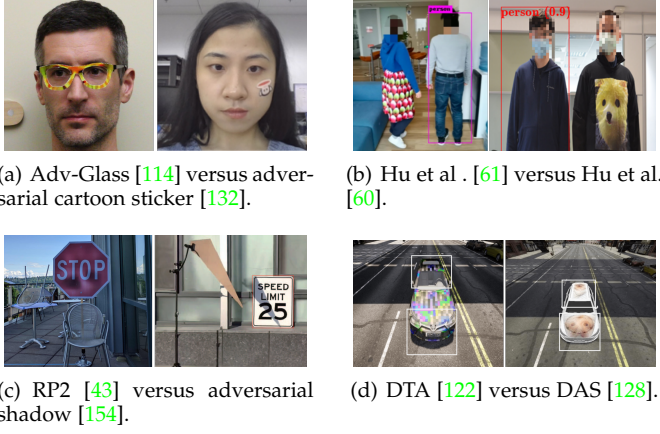 person
person (0.9)
(a) Adv-Glass [114] versus adver-
sarial cartoon sticker [132].
(b) Hu et al . [61] versus Hu et al.
[60].
STOP
SPEED
LIMIT
25
(c) RP2 [43] versus adversarial
shadow [154].
(d) DTA [122] versus DAS [128].